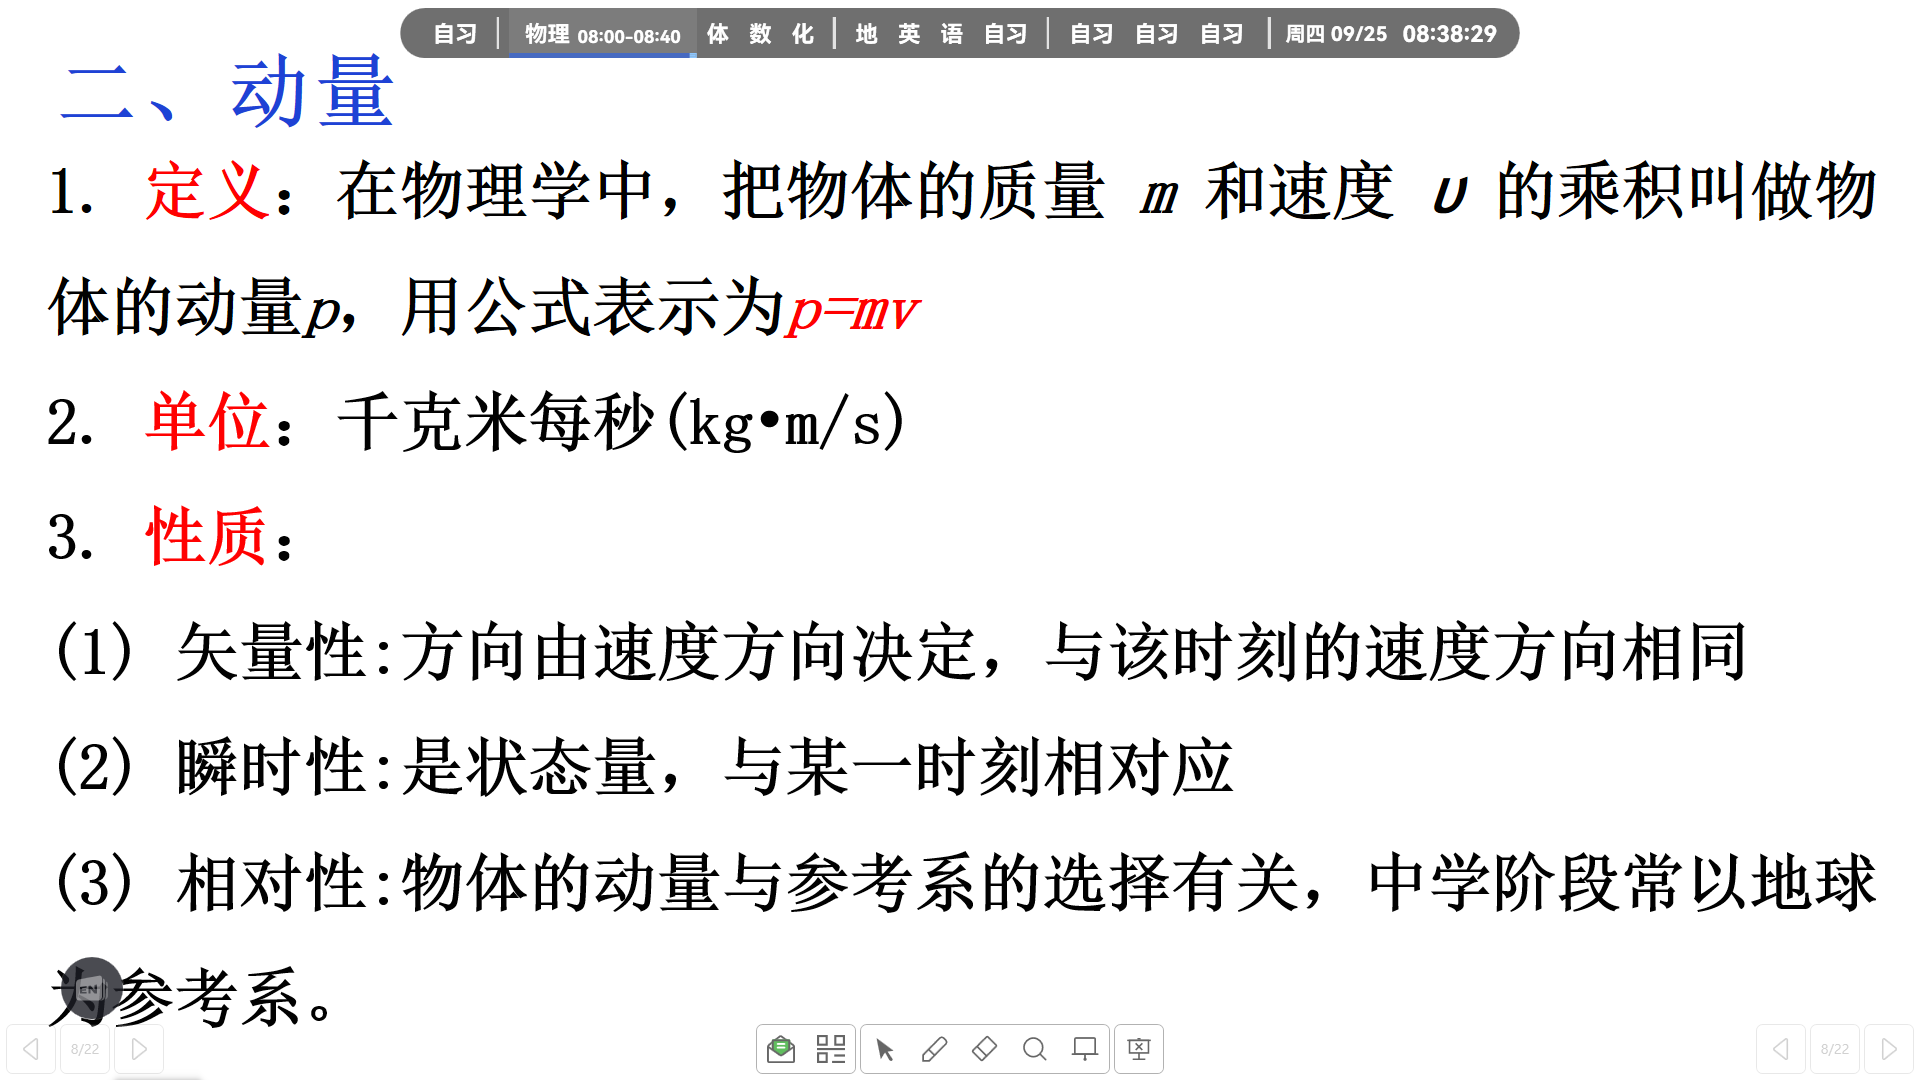 自习 物理 08:00-08:40 体 数 化 地 英 语 自习 自习 自习 自习 周四 09/25 08:38:29
二、动量
1. 定义：在物理学中，把物体的质量 m 和速度 υ 的乘积叫做物
体的动量p，用公式表示为p=mv
2. 单位：千克米每秒(kg•m/s)
3. 性质：
(1) 矢量性:方向由速度方向决定，与该时刻的速度方向相同
(2) 瞬时性:是状态量，与某一时刻相对应
(3) 相对性:物体的动量与参考系的选择有关，中学阶段常以地球
为参考系。
EN
8/22 8/22